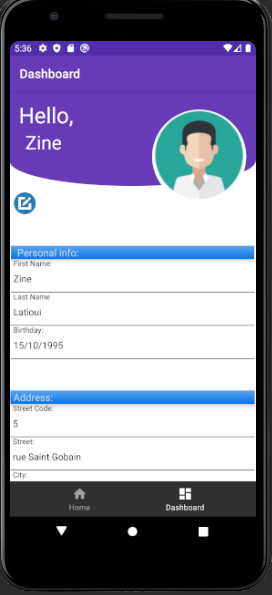 5:36
Dashboard
Hello,
Zine
Personal info:
First Name:
Zine
Last Name
Latioui
Birthday:
15/10/1995
Address:
Street Code:
5
Street:
rue Saint Gobain
City:
Home
Dashboard